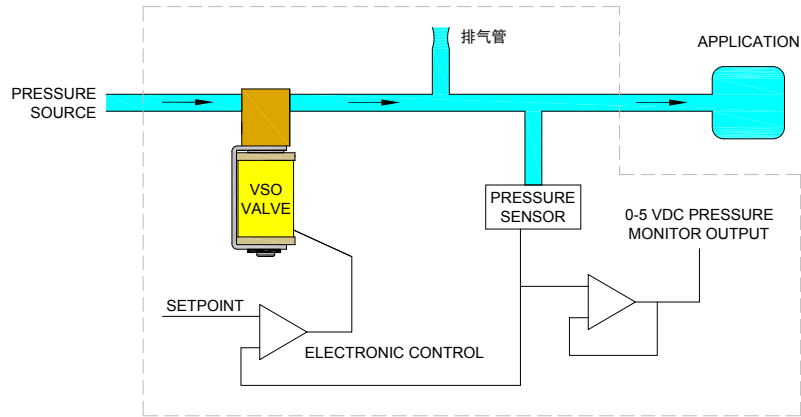 排气管
APPLICATION
PRESSURE
SOURCE
VSO
VALVE
PRESSURE
SENSOR
0-5 VDC PRESSURE
MONITOR OUTPUT
SETPOINT
ELECTRONIC CONTROL